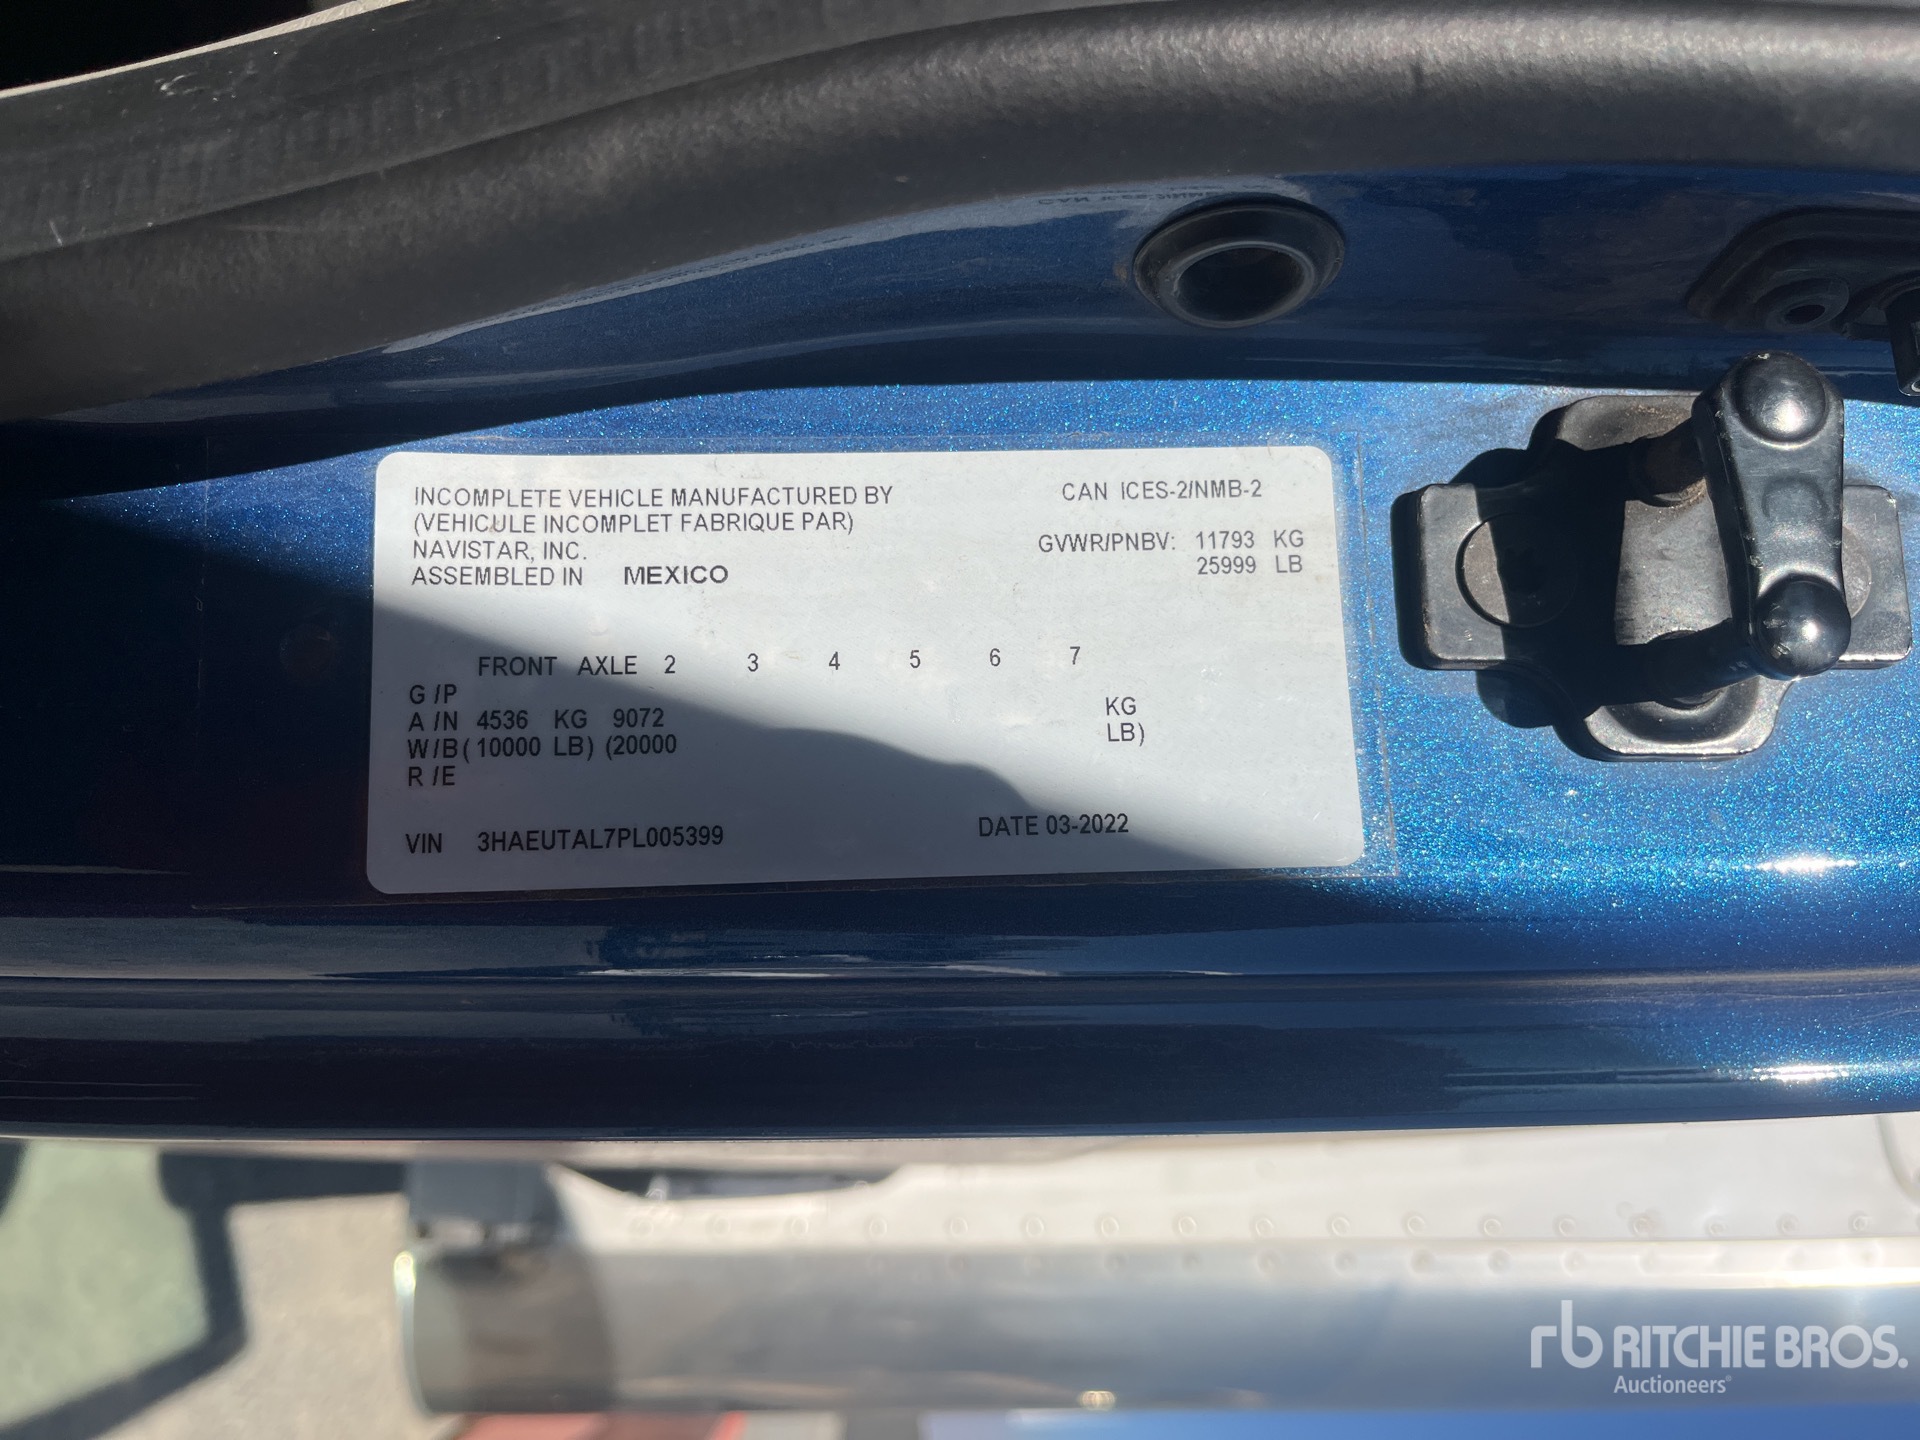 INCOMPLETE VEHICLE MANUFACTURED BY
(VEHICULE INCOMPLET FABRIQUE PAR)
NAVISTAR, INC.
ASSEMBLED IN MEXICO
CAN ICES-2/NMB-2
GVWR/PNBV: 11793 KG
25999 LB
FRONT AXLE 2 3 4 5 6 7
G/P
A/N 4536 KG 9072 KG
W/B (10000 LB) (20000 LB)
R/E
VIN 3HAEUTAL7PL005399
DATE 03-2022
rb RITCHIE BROS.
Auctioneers